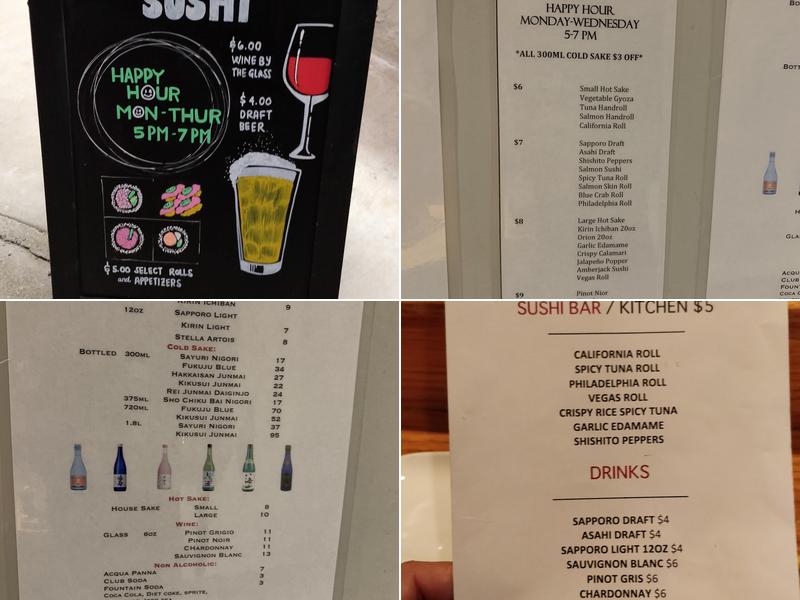 SUSHI
HAPPY
HOUR
MON-THUR
5PM-7PM
$6.00
WINE BY
THE GLASS
$4.00
DRAFT
BEER
$5.00 SELECT ROLLS
and APPETIZERS
HAPPY HOUR
MONDAY-WEDNESDAY
5-7 PM
*ALL 300ML COLD SAKE $3 OFF*
$6 Small Hot Sake
Vegetable Gyoza
Tuna Handroll
Salmon Handroll
California Roll
$7 Sapporo Draft
Asahi Draft
Shishito Peppers
Salmon Sushi
Spicy Tuna Roll
Salmon Skin Roll
Blue Crab Roll
Philadelphia Roll
$8 Large Hot Sake
Kirin Ichiban 20oz
Orion 20oz
Garlic Edamame
Crispy Calamari
Jalapeño Popper
Amberjack Sushi
Vegas Roll
$9 Pinot Nior
Kirin Ichiban 9
12oz Sapporo Light
Kirin Light 7
Stella Artois 8
Cold Sake:
Bottled 300ml Sayuri Nigori 17
Fukuju Blue 34
Hakkaisan Junmai 27
Kikusui Junmai 22
Rei Junmai Daiginjo 24
375ml Sho Chiku Bai Nigori 17
720ml Fukuju Blue 70
Kikusui Junmai 52
1.8L Sayuri Nigori 37
Kikusui Junmai 95
Hot Sake:
House Sake Small 8
Large 10
Wine:
Glass 6oz Pinot Grigio 11
Pinot Noir 11
Chardonnay 11
Sauvignon Blanc 13
Non Alcoholic:
Acqua Panna 7
Club Soda 3
Fountain Soda 3
Coca Cola, Diet Coke, Sprite,
SUSHI BAR / KITCHEN $5
CALIFORNIA ROLL
SPICY TUNA ROLL
PHILADELPHIA ROLL
VEGAS ROLL
CRISPY RICE SPICY TUNA
GARLIC EDAMAME
SHISHITO PEPPERS
DRINKS
SAPPORO DRAFT $4
ASAHI DRAFT $4
SAPPORO LIGHT 12OZ $4
SAUVIGNON BLANC $6
PINOT GRIS $6
CHARDONNAY $6